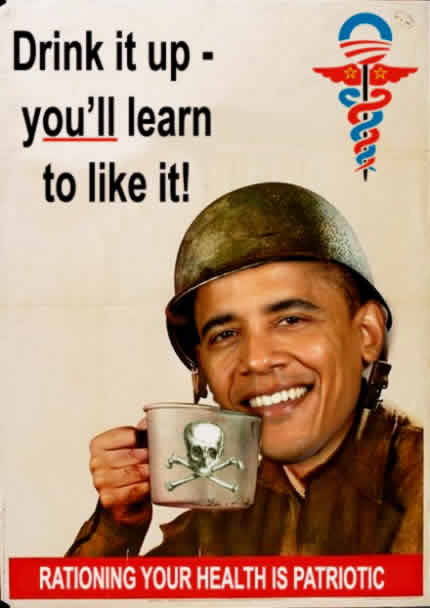 Drink it up -
you'll learn
to like it!
RATIONING YOUR HEALTH IS PATRIOTIC